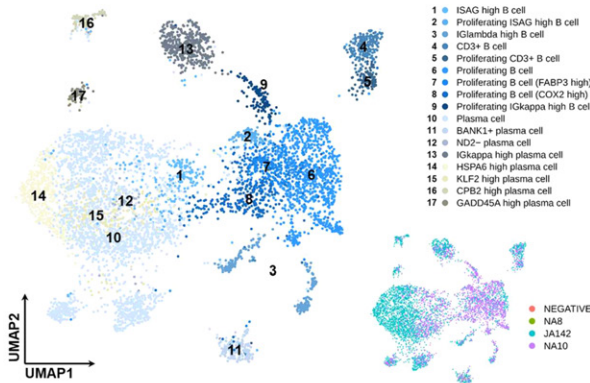 1 ISAG high B cell
2 Proliferating ISAG high B cell
3 IGlambda high B cell
4 CD3+ B cell
5 Proliferating CD3+ B cell
6 Proliferating B cell
7 Proliferating B cell (FABP3 high)
8 Proliferating B cell (COX2 high)
9 Proliferating IGkappa high B cell
10 Plasma cell
11 BANK1+ plasma cell
12 ND2− plasma cell
13 IGkappa high plasma cell
14 HSPA6 high plasma cell
15 KLF2 high plasma cell
16 CPB2 high plasma cell
17 GADD45A high plasma cell
16
13
4
5
17
9
2
1
7
6
14
12
8
15
10
3
11
UMAP2
UMAP1
NEGATIVE
NA8
JA142
NA10